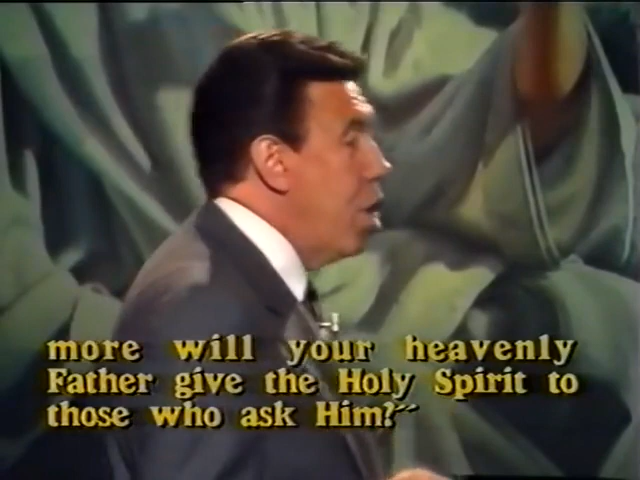 more will your heavenly
Father give the Holy Spirit to
those who ask Him?"